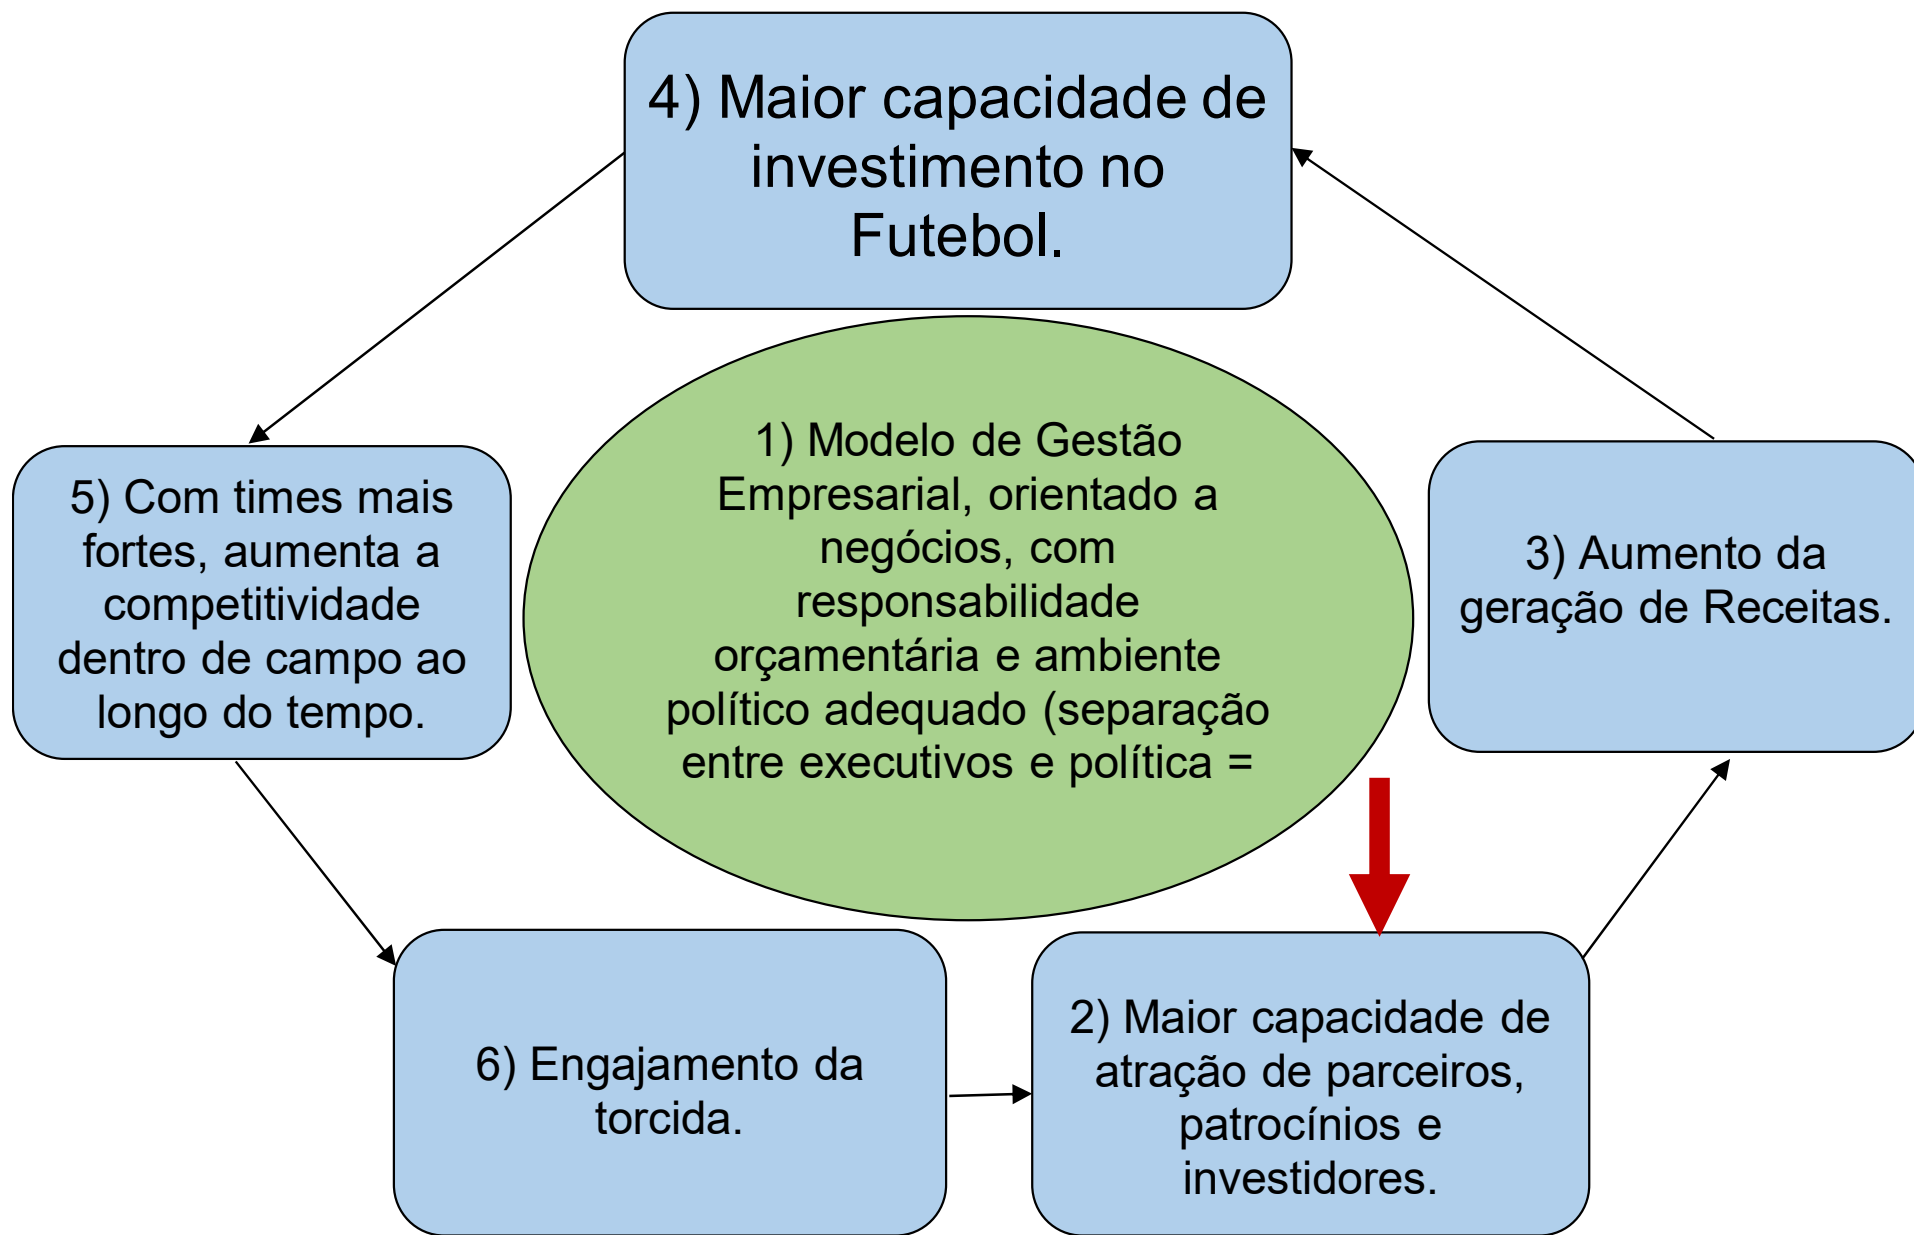 4) Maior capacidade de
investimento no
Futebol.
1) Modelo de Gestão
Empresarial, orientado a
negócios, com
responsabilidade
orçamentária e ambiente
político adequado (separação
entre executivos e política =
5) Com times mais
fortes, aumenta a
competitividade
dentro de campo ao
longo do tempo.
3) Aumento da
geração de Receitas.
6) Engajamento da
torcida.
2) Maior capacidade de
atração de parceiros,
patrocínios e
investidores.